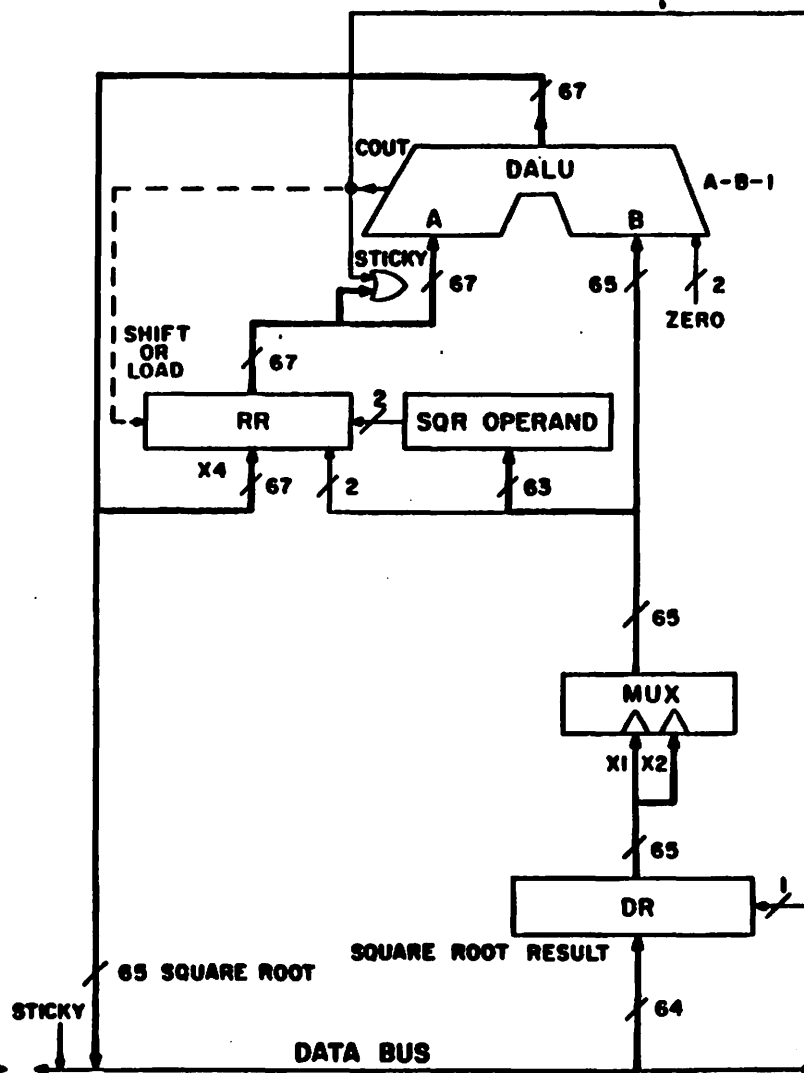 67
COUT
DALU
A-B-1
A
B
STICKY
67
65
2
ZERO
SHIFT
OR
LOAD
67
RR
2
SQR OPERAND
X4
67
2
63
65
MUX
X1
X2
65
DR
1
SQUARE ROOT RESULT
65 SQUARE ROOT
STICKY
64
DATA BUS